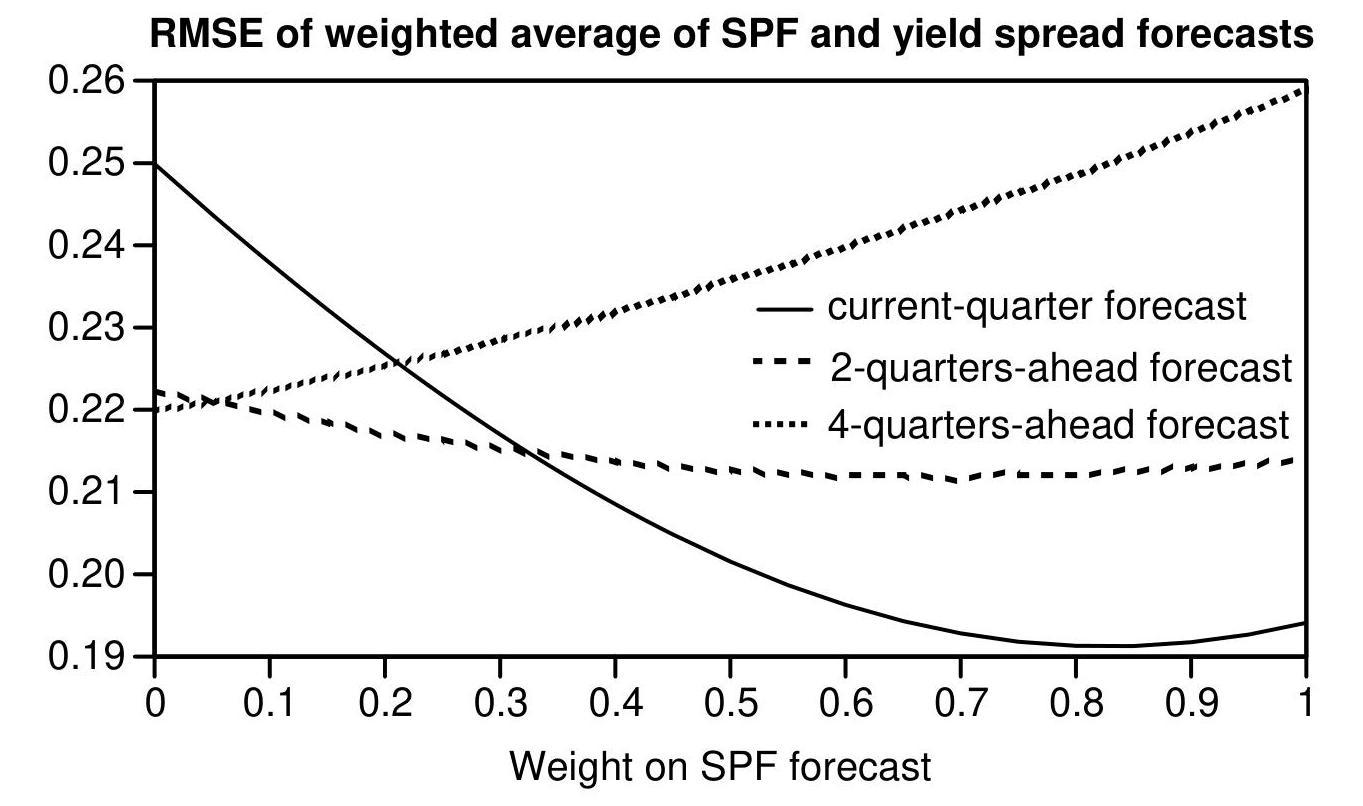 RMSE of weighted average of SPF and yield spread forecasts
0.26
0.25
0.24
0.23
0.22
0.21
0.20
0.19
current-quarter forecast
2-quarters-ahead forecast
4-quarters-ahead forecast
0 0.1 0.2 0.3 0.4 0.5 0.6 0.7 0.8 0.9 1
Weight on SPF forecast